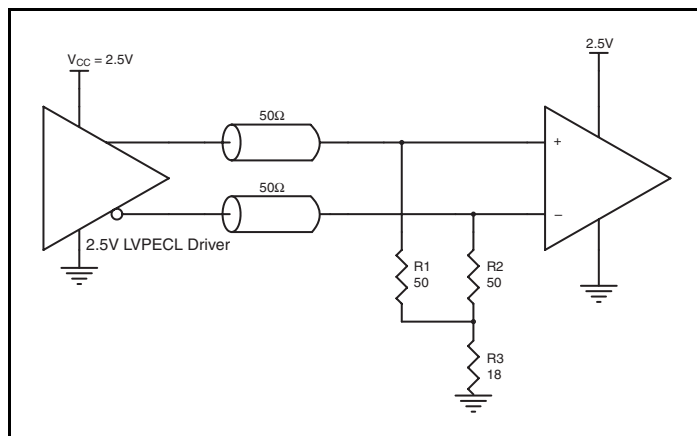 V_CC = 2.5V
2.5V
50Ω
50Ω
+
–
2.5V LVPECL Driver
R1
50
R2
50
R3
18